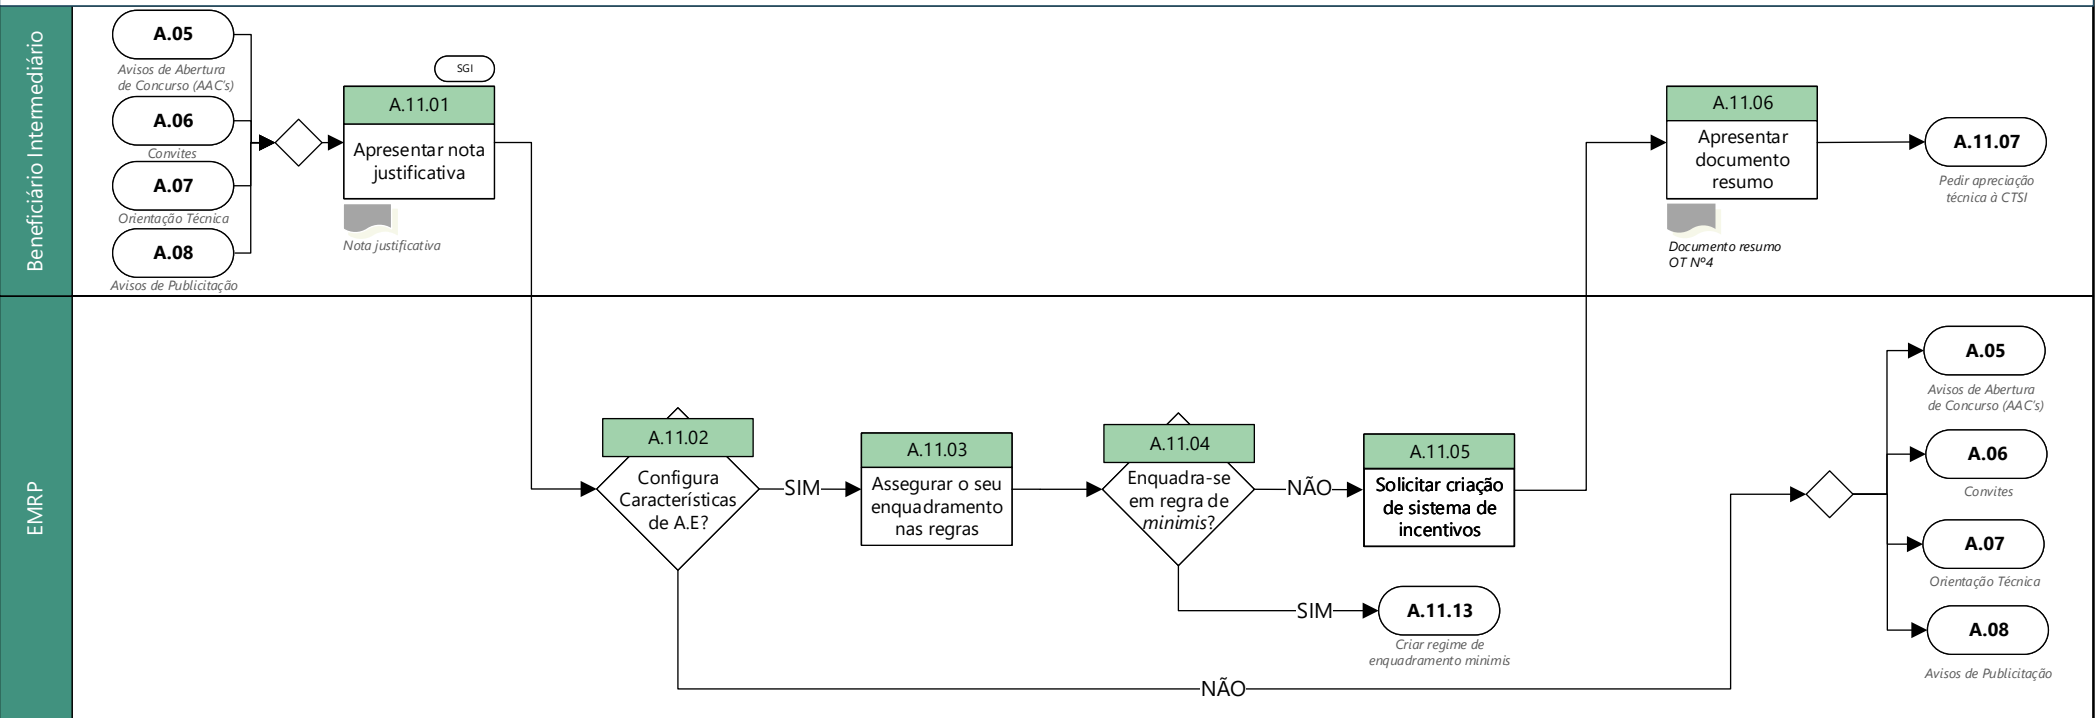 Beneficiário Intermediário
A.05
Avisos de Abertura
de Concurso (AAC's)
A.06
Convites
A.07
Orientação Técnica
A.08
Avisos de Publicitação
SGI
A.11.01
Apresentar nota
justificativa
Nota justificativa
A.11.06
Apresentar
documento
resumo
Documento resumo
OT Nº4
A.11.07
Pedir apreciação
técnica à CTSI
EMRP
A.11.02
Configura
Características
de A.E?
SIM
A.11.03
Assegurar o seu
enquadramento
nas regras
A.11.04
Enquadra-se
em regra de
minimis?
NÃO
A.11.05
Solicitar criação
de sistema de
incentivos
SIM
A.11.13
Criar regime de
enquadramento minimis
NÃO
A.05
Avisos de Abertura
de Concurso (AAC's)
A.06
Convites
A.07
Orientação Técnica
A.08
Avisos de Publicitação